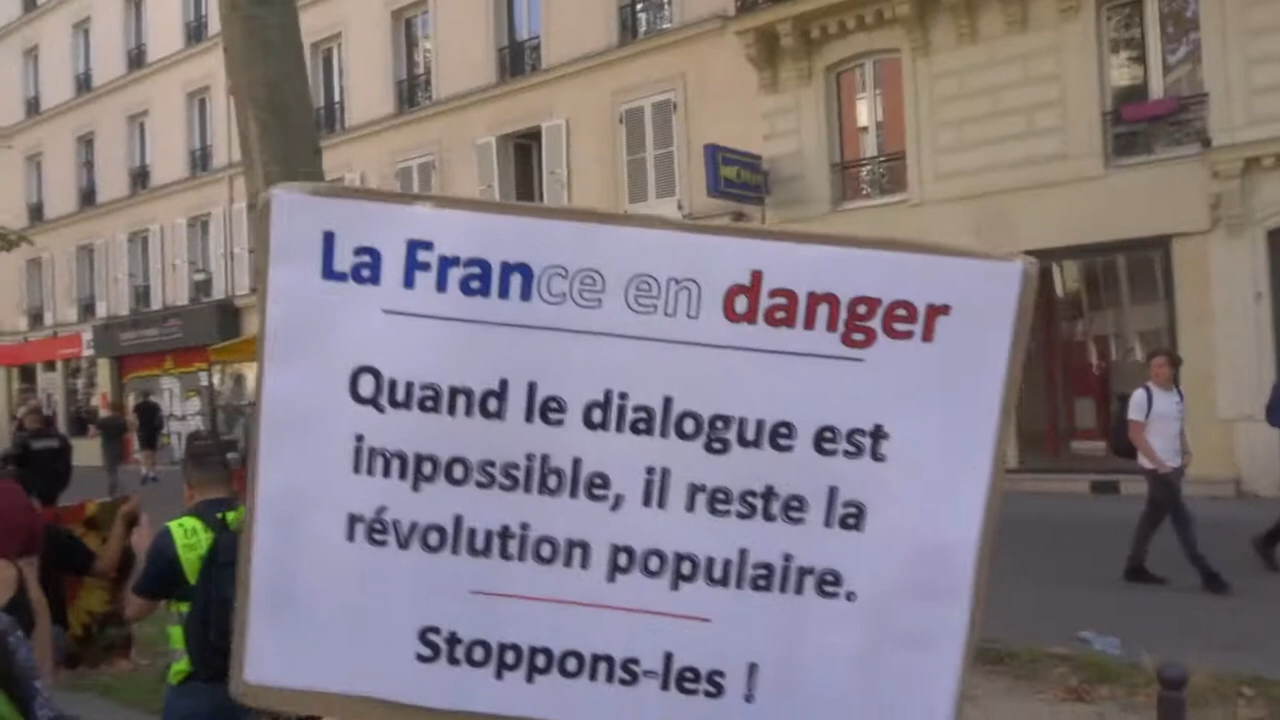 La France en danger
Quand le dialogue est
impossible, il reste la
révolution populaire.
Stoppons-les !